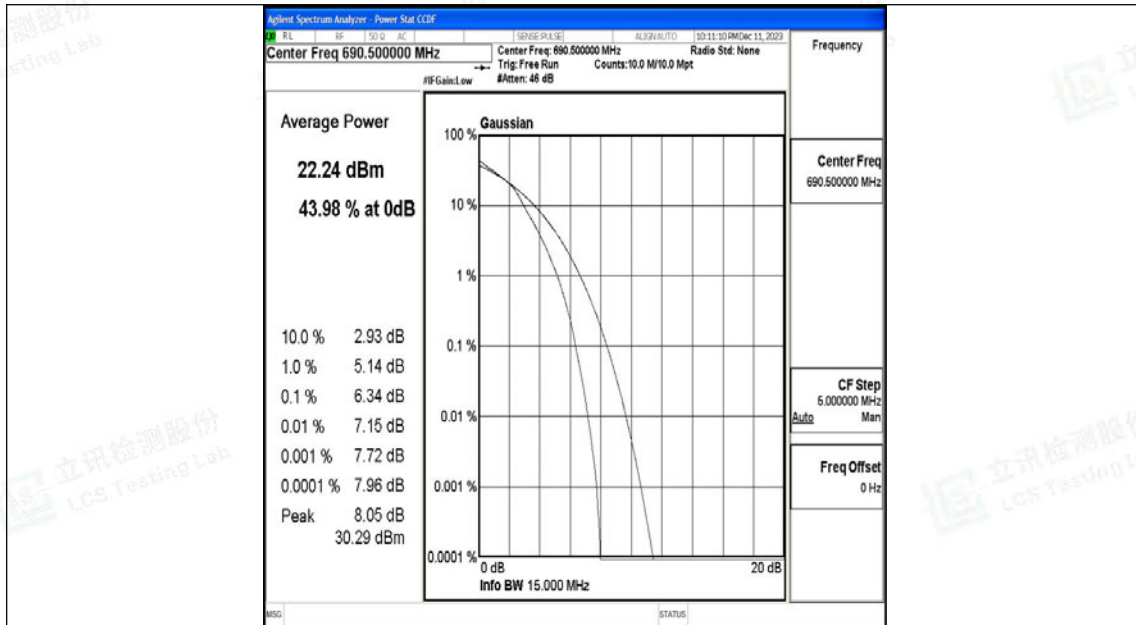 Agilent Spectrum Analyzer - Power Stat CCDF
RL RF 50 Ω AC SENSE:PULSE ALIGN AUTO 10:11:10 PM Dec 11, 2023
Center Freq 690.500000 MHz
Center Freq: 690.500000 MHz Radio Std: None
Trig: Free Run Counts:10.0 M/10.0 Mpt
#IFGain:Low #Atten: 46 dB
Frequency
Average Power
22.24 dBm
43.98 % at 0dB
10.0 % 2.93 dB
1.0 % 5.14 dB
0.1 % 6.34 dB
0.01 % 7.15 dB
0.001 % 7.72 dB
0.0001 % 7.96 dB
Peak 8.05 dB
30.29 dBm
Gaussian
100 %
10 %
1 %
0.1 %
0.01 %
0.001 %
0.0001 %
0 dB 20 dB
Info BW 15.000 MHz
Center Freq
690.500000 MHz
CF Step
5.000000 MHz
Auto Man
Freq Offset
0 Hz
MSG STATUS
立讯检测股份
LCS Testing Lab
立讯检测股份
LCS Testing L